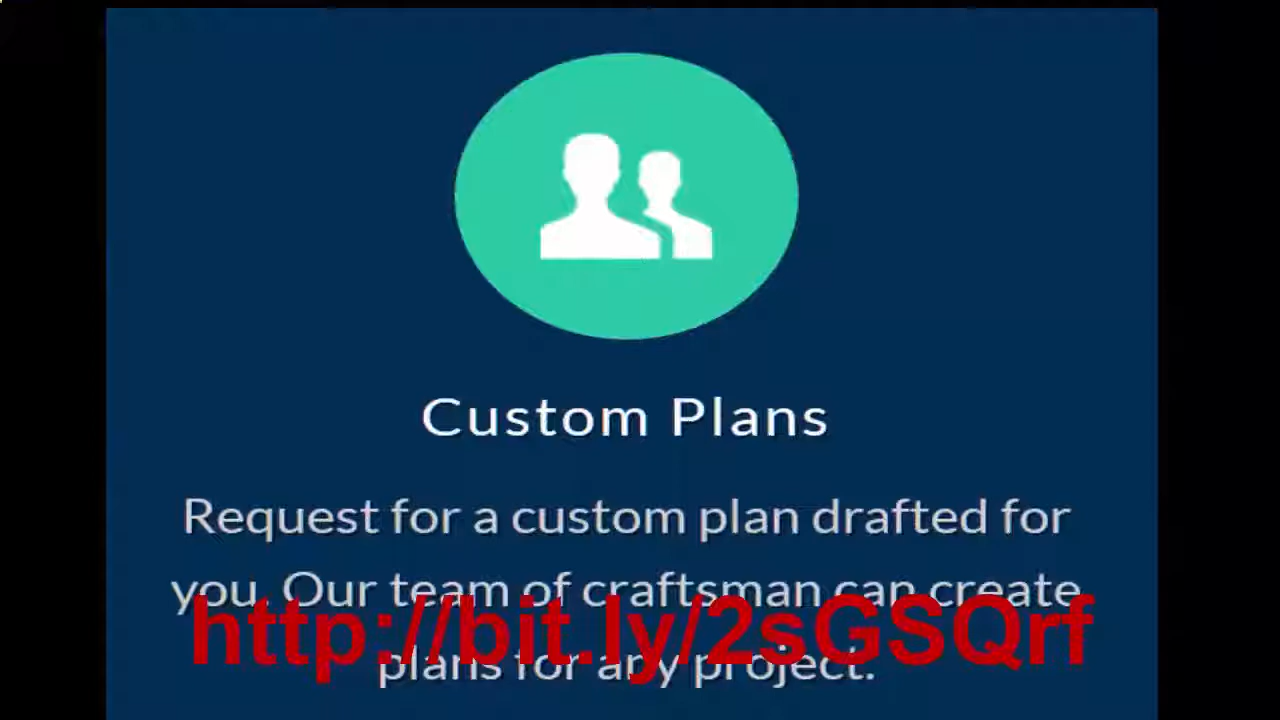 Custom Plans
Request for a custom plan drafted for
you. Our team of craftsman can create
http://bit.ly/2sGSQrf
plans for any project.